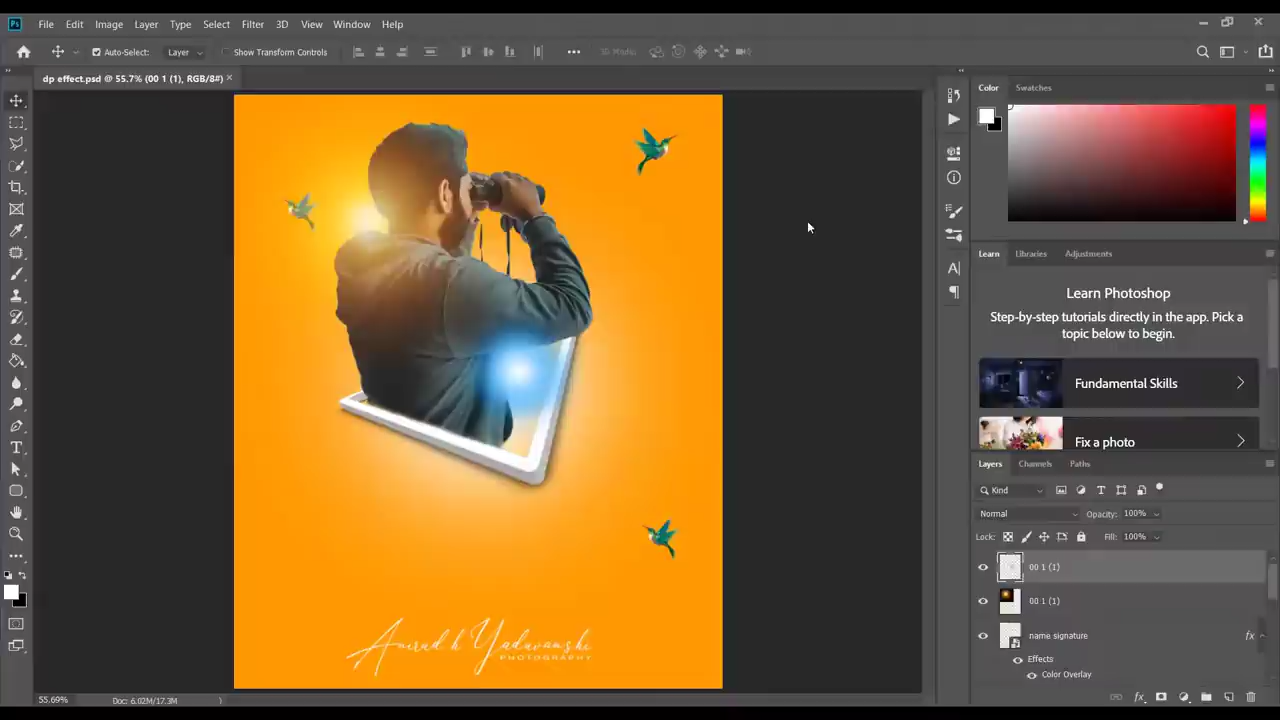 Ps File Edit Image Layer Type Select Filter 3D View Window Help
Auto-Select: Layer Show Transform Controls 3D Mode:
dp effect.psd @ 55.7% (00 1 (1), RGB/8#)
Color Swatches
Learn Libraries Adjustments
Learn Photoshop
Step-by-step tutorials directly in the app. Pick a
topic below to begin.
Fundamental Skills
Fix a photo
Layers Channels Paths
Kind
Normal Opacity: 100%
Lock: Fill: 100%
00 1 (1)
00 1 (1)
name signature fx
Effects
Color Overlay
PHOTOGRAPHY
55.69% Doc: 6.02M/17.3M